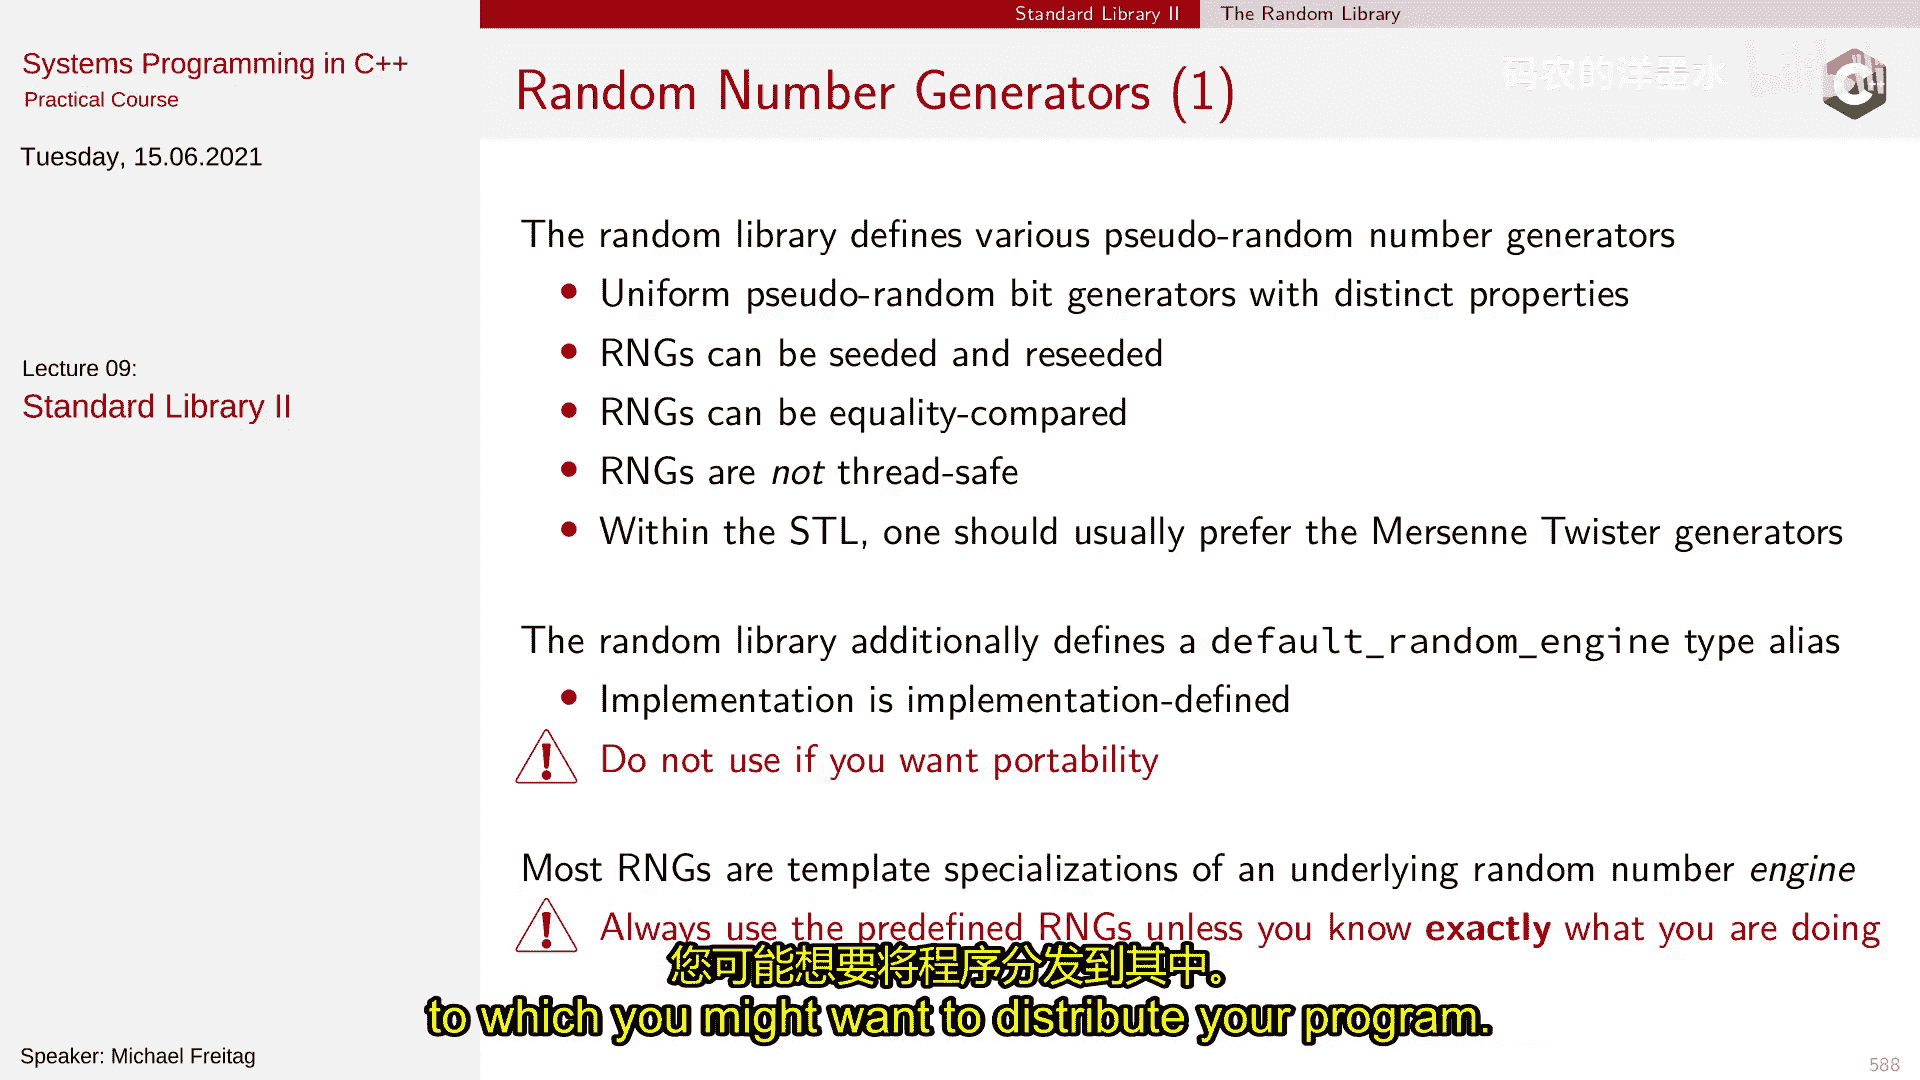 Standard Library II
The Random Library
Systems Programming in C++
Practical Course
Tuesday, 15.06.2021
Lecture 09:
Standard Library II
Speaker: Michael Freitag
Random Number Generators (1)
码农的洋墨水
The random library defines various pseudo-random number generators
• Uniform pseudo-random bit generators with distinct properties
• RNGs can be seeded and reseeded
• RNGs can be equality-compared
• RNGs are not thread-safe
• Within the STL, one should usually prefer the Mersenne Twister generators
The random library additionally defines a default_random_engine type alias
• Implementation is implementation-defined
Do not use if you want portability
Most RNGs are template specializations of an underlying random number engine
Always use the predefined RNGs unless you know exactly what you are doing
您可能想要将程序分发到其中。
to which you might want to distribute your program.
588